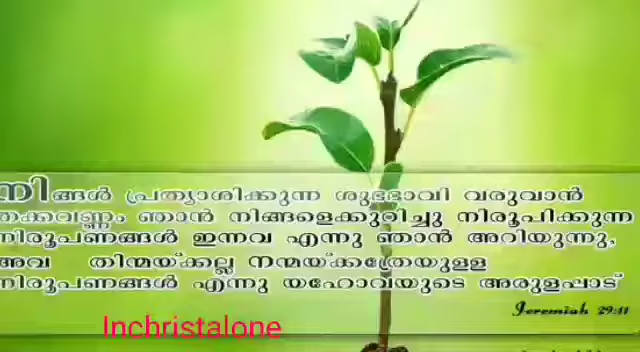 നിങ്ങൾ പ്രത്യാശിക്കുന്ന ശുഭഭാവി വരുവാൻ
തക്കവണ്ണം ഞാൻ നിങ്ങളെക്കുറിച്ചു നിരൂപിക്കുന്ന
നിരൂപണങ്ങൾ ഇന്നവ എന്നു ഞാൻ അറിയുന്നു,
അവ തിന്മയ്ക്കല്ല നന്മയ്ക്കത്രേയുളള
നിരൂപണങ്ങൾ എന്നു യഹോവയുടെ അരുളപ്പാട്
Jeremiah 29:11
Inchristalone